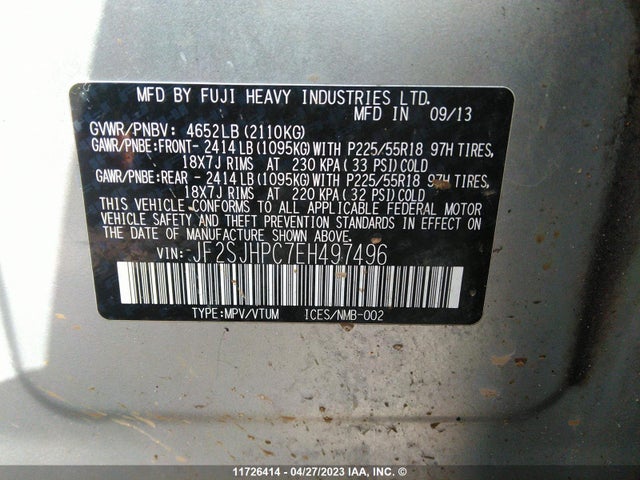 MFD BY FUJI HEAVY INDUSTRIES LTD.
MFD IN 09/13
GVWR/PNBV: 4652LB(2110KG)
GAWR/PNBE:FRONT- 2414LB(1095KG)WITH P225/55R18 97H TIRES,
18X7J RIMS AT 230 KPA(33 PSI)COLD
GAWR/PNBE:REAR - 2414LB(1095KG)WITH P225/55R18 97H TIRES,
18X7J RIMS AT 220 KPA(32 PSI)COLD
THIS VEHICLE CONFORMS TO ALL APPLICABLE FEDERAL MOTOR
VEHICLE SAFETY AND THEFT PREVENTION STANDARDS IN EFFECT ON
THE DATE OF MANUFACTURE SHOWN ABOVE.
VIN: JF2SJHPC7EH497496
TYPE:MPV/VTUM ICES/NMB-002
11726414 - 04/27/2023 IAA, INC. ©